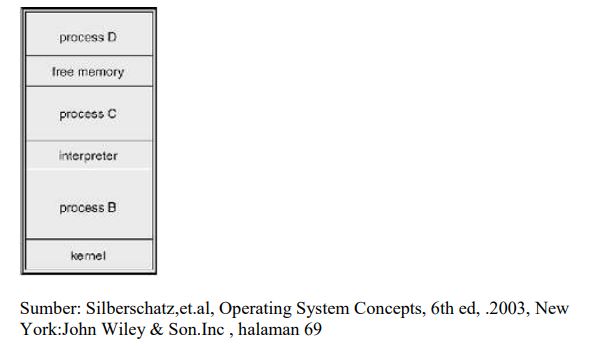 process D
free memory
process C
interpreter
process B
kernel
Sumber: Silberschatz,et.al, Operating System Concepts, 6th ed, .2003, New
York:John Wiley & Son.Inc , halaman 69